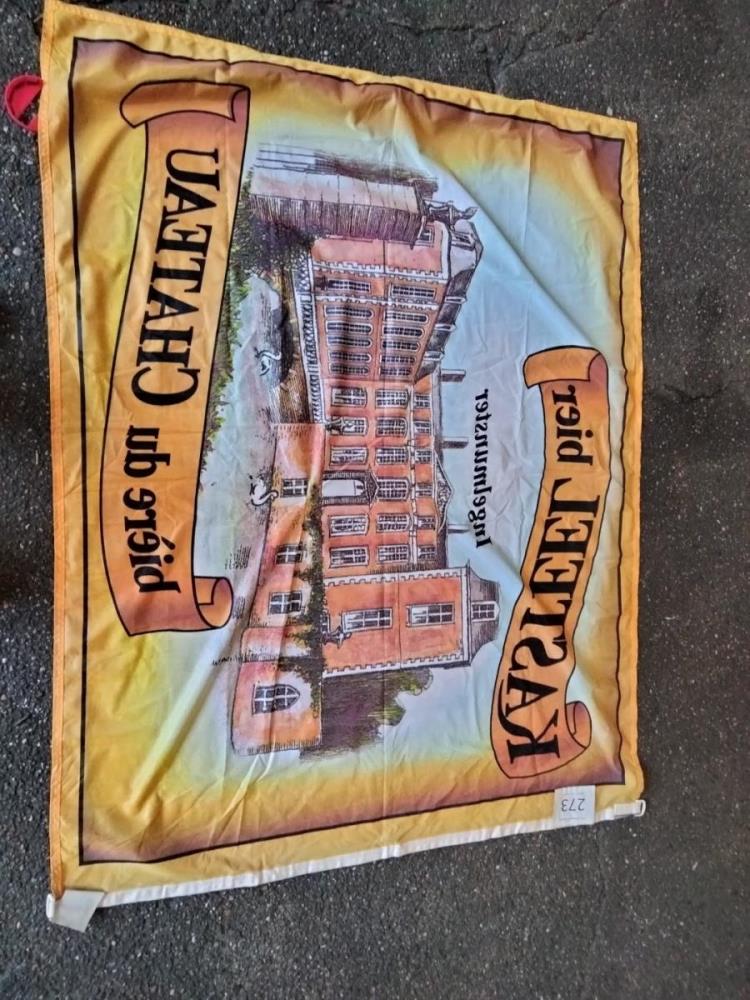 KASTEEL bier
Ingelmunster
bière du CHATEAU
273